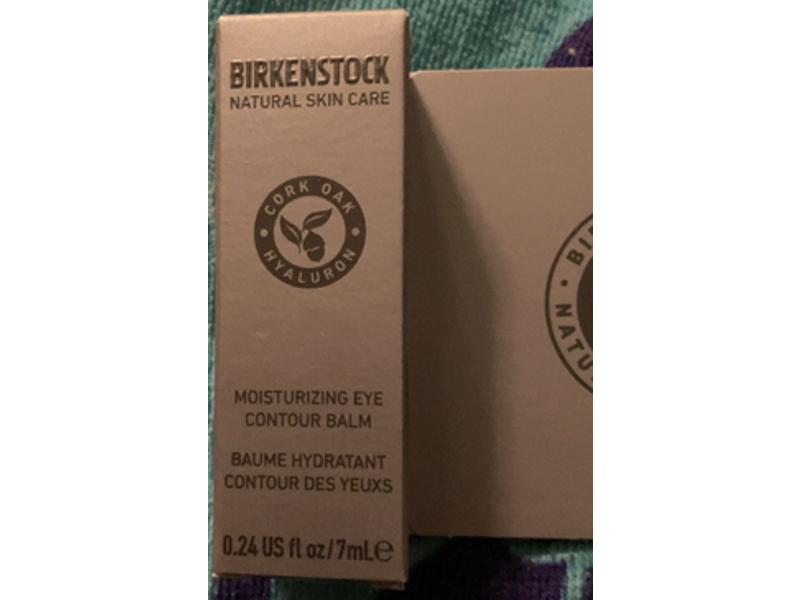 BIRKENSTOCK
NATURAL SKIN CARE
CORK OAK
HYALURON
MOISTURIZING EYE
CONTOUR BALM
BAUME HYDRATANT
CONTOUR DES YEUXS
0.24 US fl oz/7mL℮